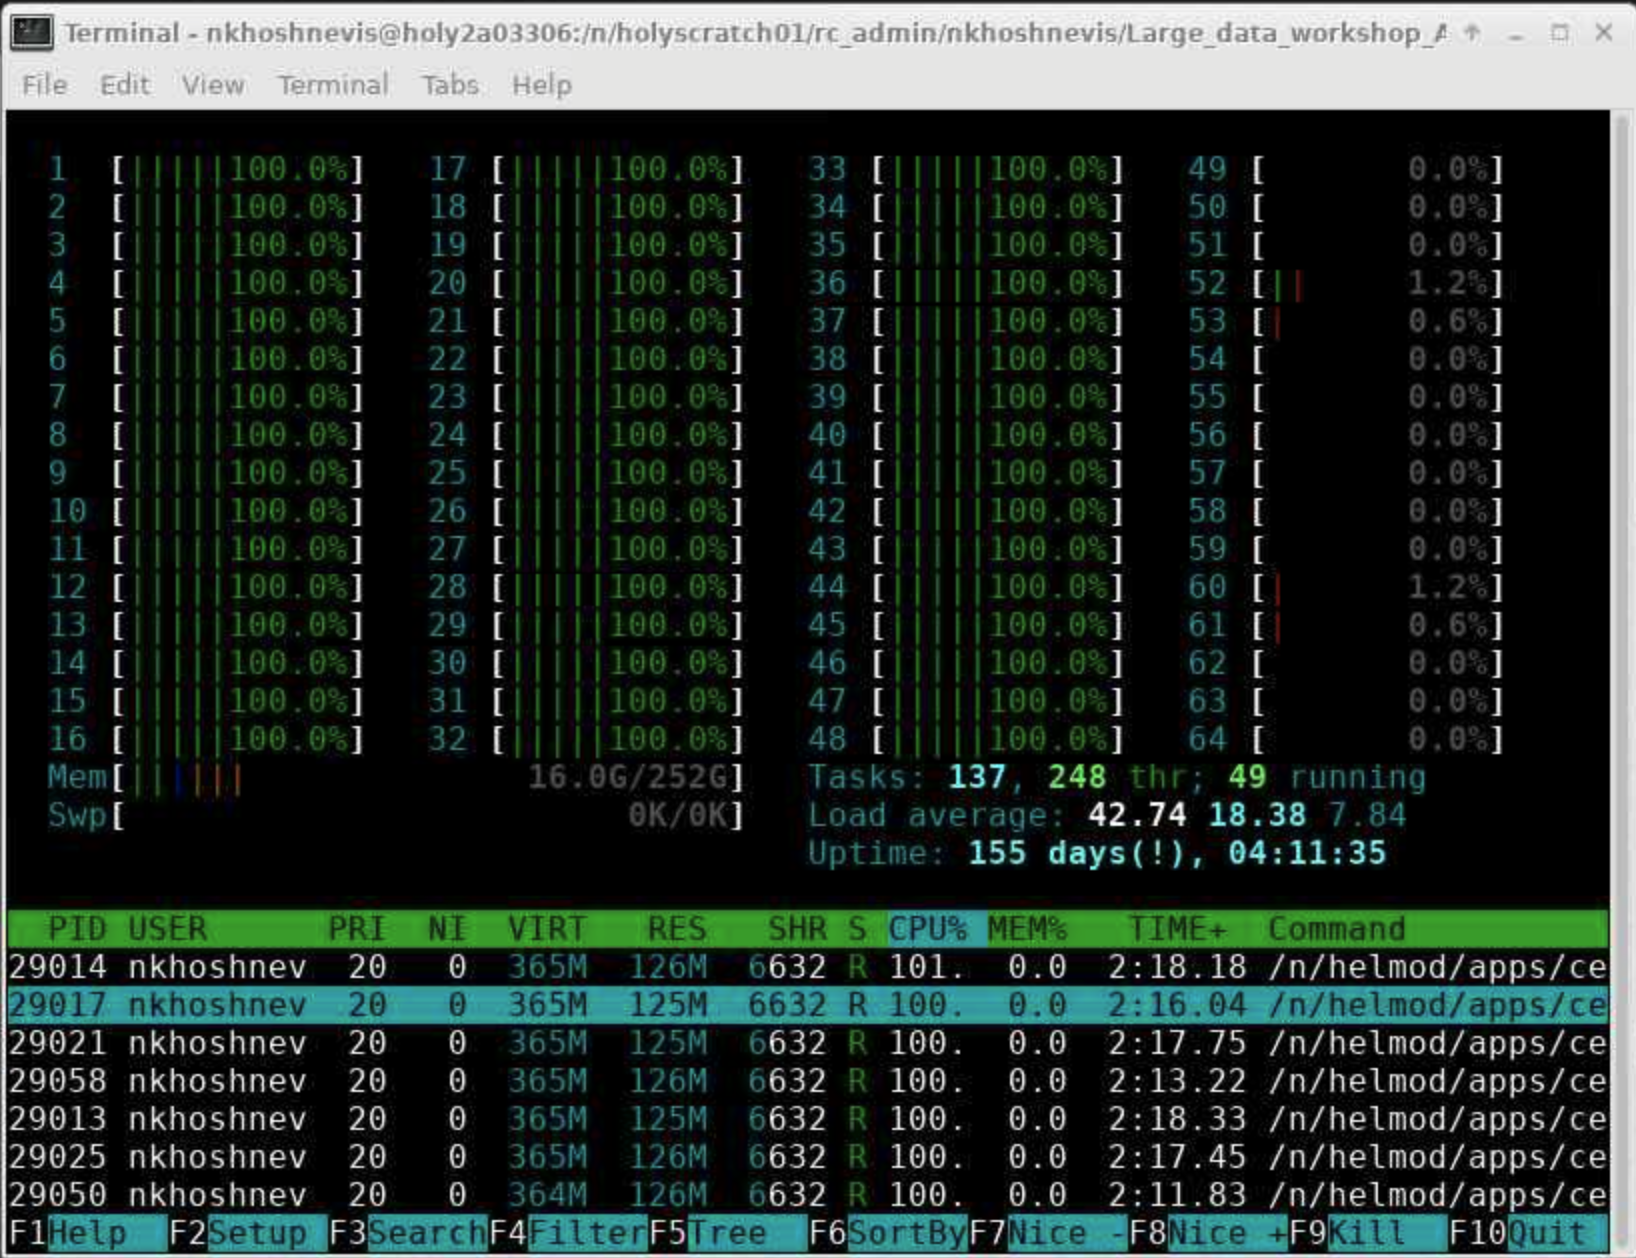 Terminal - nkhoshnevis@holy2a03306:/n/holyscratch01/rc_admin/nkhoshnevis/Large_data_workshop_A
File Edit View Terminal Tabs Help
1 [|||||100.0%] 17 [|||||100.0%] 33 [|||||100.0%] 49 [ 0.0%]
2 [|||||100.0%] 18 [|||||100.0%] 34 [|||||100.0%] 50 [ 0.0%]
3 [|||||100.0%] 19 [|||||100.0%] 35 [|||||100.0%] 51 [ 0.0%]
4 [|||||100.0%] 20 [|||||100.0%] 36 [|||||100.0%] 52 [|| 1.2%]
5 [|||||100.0%] 21 [|||||100.0%] 37 [|||||100.0%] 53 [| 0.6%]
6 [|||||100.0%] 22 [|||||100.0%] 38 [|||||100.0%] 54 [ 0.0%]
7 [|||||100.0%] 23 [|||||100.0%] 39 [|||||100.0%] 55 [ 0.0%]
8 [|||||100.0%] 24 [|||||100.0%] 40 [|||||100.0%] 56 [ 0.0%]
9 [|||||100.0%] 25 [|||||100.0%] 41 [|||||100.0%] 57 [ 0.0%]
10 [|||||100.0%] 26 [|||||100.0%] 42 [|||||100.0%] 58 [ 0.0%]
11 [|||||100.0%] 27 [|||||100.0%] 43 [|||||100.0%] 59 [ 0.0%]
12 [|||||100.0%] 28 [|||||100.0%] 44 [|||||100.0%] 60 [| 1.2%]
13 [|||||100.0%] 29 [|||||100.0%] 45 [|||||100.0%] 61 [| 0.6%]
14 [|||||100.0%] 30 [|||||100.0%] 46 [|||||100.0%] 62 [ 0.0%]
15 [|||||100.0%] 31 [|||||100.0%] 47 [|||||100.0%] 63 [ 0.0%]
16 [|||||100.0%] 32 [|||||100.0%] 48 [|||||100.0%] 64 [ 0.0%]
Mem[|||||| 16.0G/252G] Tasks: 137, 248 thr; 49 running
Swp[ 0K/0K] Load average: 42.74 18.38 7.84
Uptime: 155 days(!), 04:11:35
PID USER PRI NI VIRT RES SHR S CPU% MEM% TIME+ Command
29014 nkhoshnev 20 0 365M 126M 6632 R 101. 0.0 2:18.18 /n/helmod/apps/ce
29017 nkhoshnev 20 0 365M 125M 6632 R 100. 0.0 2:16.04 /n/helmod/apps/ce
29021 nkhoshnev 20 0 365M 125M 6632 R 100. 0.0 2:17.75 /n/helmod/apps/ce
29058 nkhoshnev 20 0 365M 126M 6632 R 100. 0.0 2:13.22 /n/helmod/apps/ce
29013 nkhoshnev 20 0 365M 125M 6632 R 100. 0.0 2:18.33 /n/helmod/apps/ce
29025 nkhoshnev 20 0 365M 126M 6632 R 100. 0.0 2:17.45 /n/helmod/apps/ce
29050 nkhoshnev 20 0 364M 126M 6632 R 100. 0.0 2:11.83 /n/helmod/apps/ce
F1Help F2Setup F3SearchF4FilterF5Tree F6SortByF7Nice -F8Nice +F9Kill F10Quit